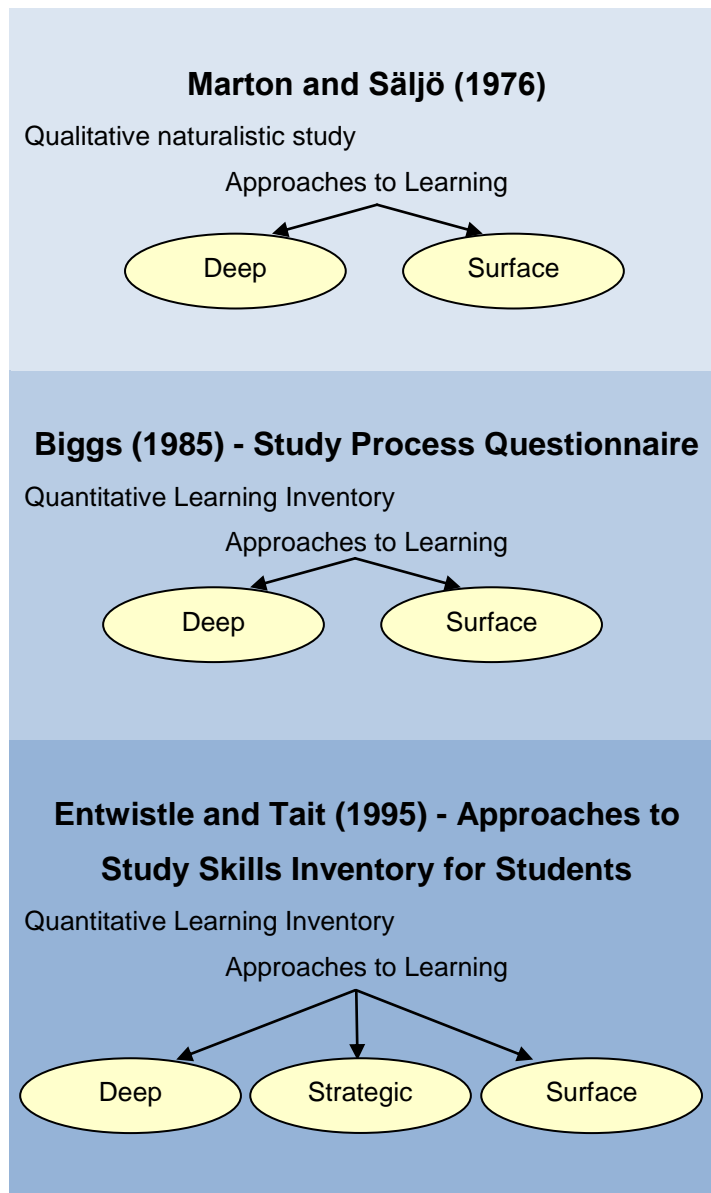 Marton and Säljö (1976)
Qualitative naturalistic study
Approaches to Learning
Deep
Surface
Biggs (1985) - Study Process Questionnaire
Quantitative Learning Inventory
Approaches to Learning
Deep
Surface
Entwistle and Tait (1995) - Approaches to
Study Skills Inventory for Students
Quantitative Learning Inventory
Approaches to Learning
Deep
Strategic
Surface